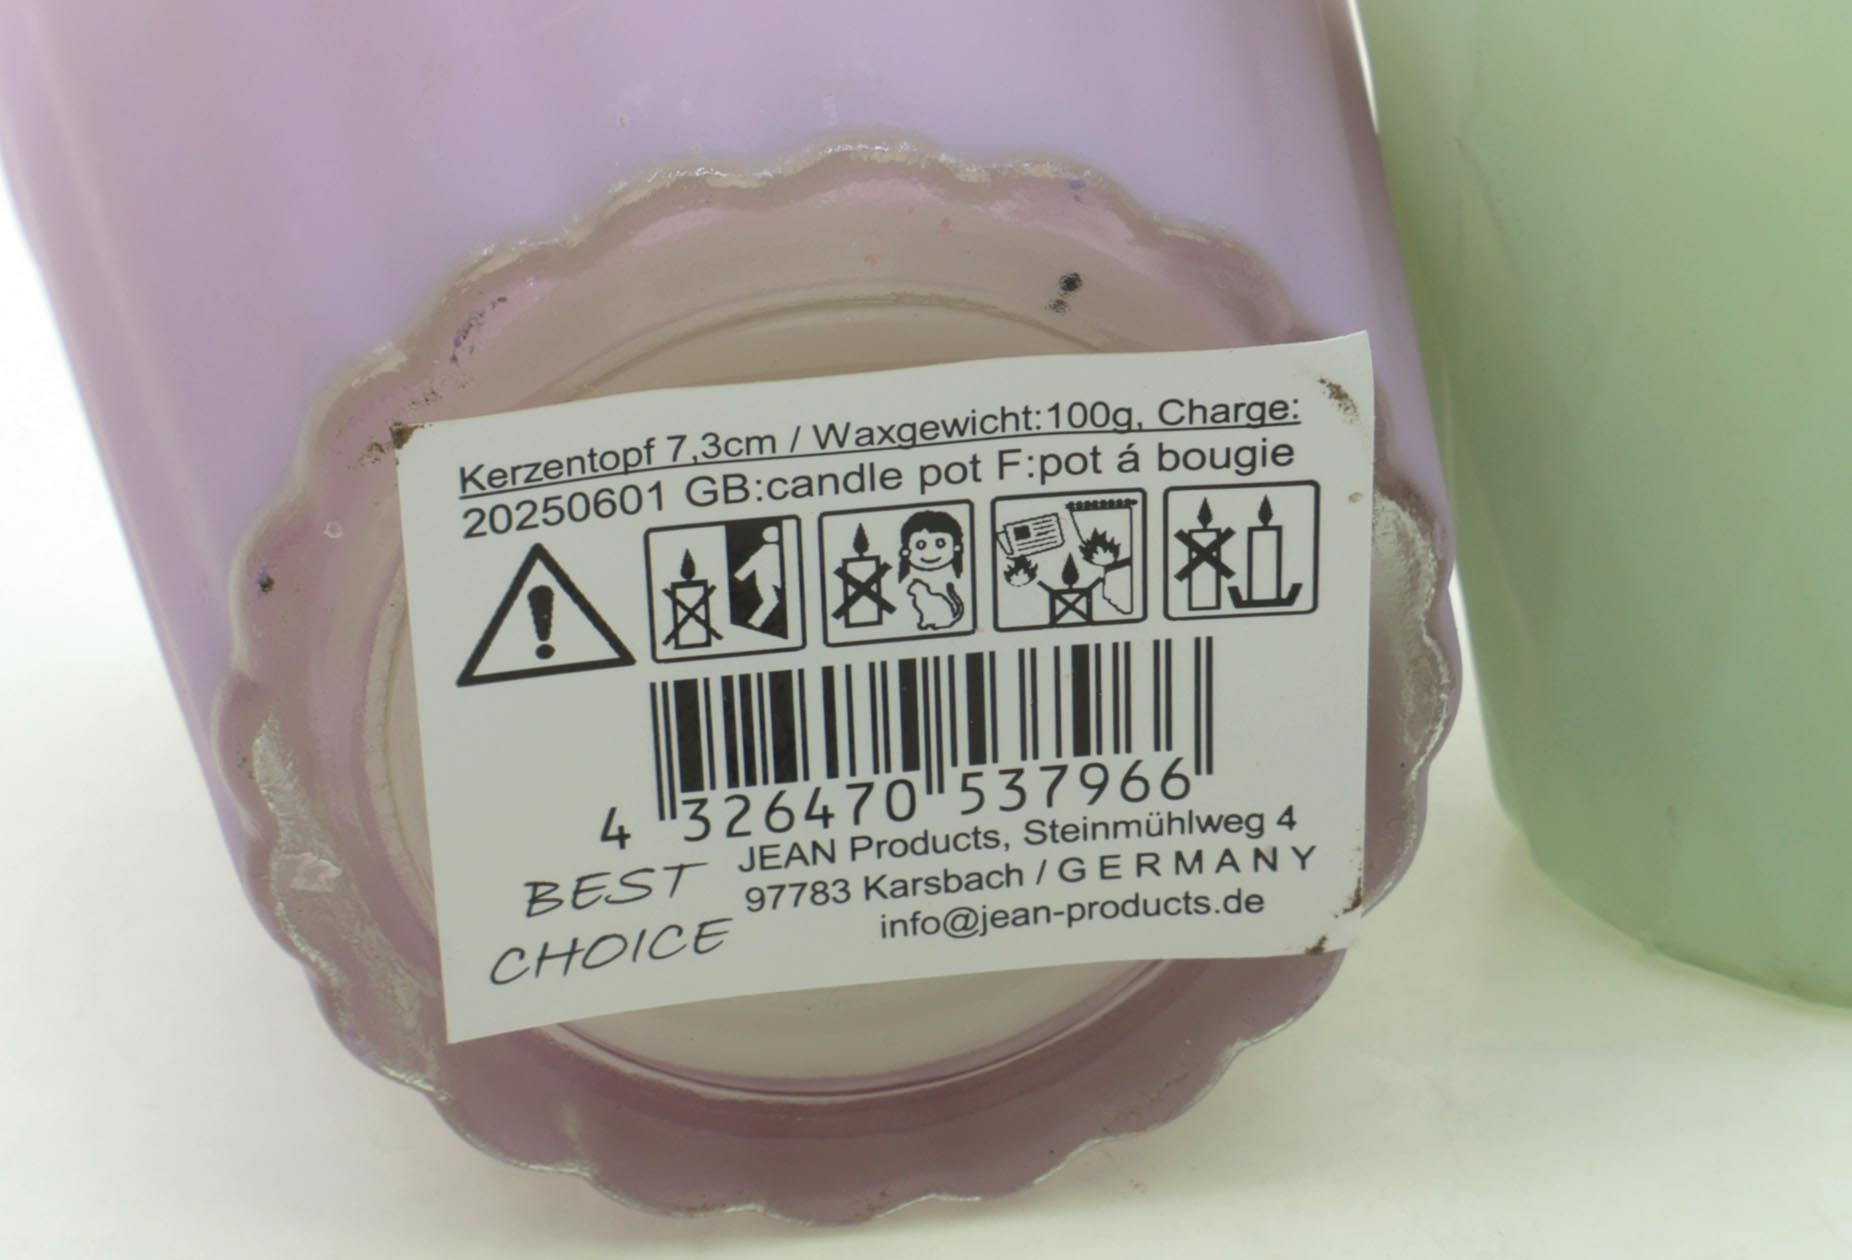 Kerzentopf 7,3cm / Waxgewicht:100g, Charge:
20250601 GB:candle pot F:pot á bougie
4 326470 537966
BEST
CHOICE
JEAN Products, Steinmühlweg 4
97783 Karsbach / G E R M A N Y
info@jean-products.de